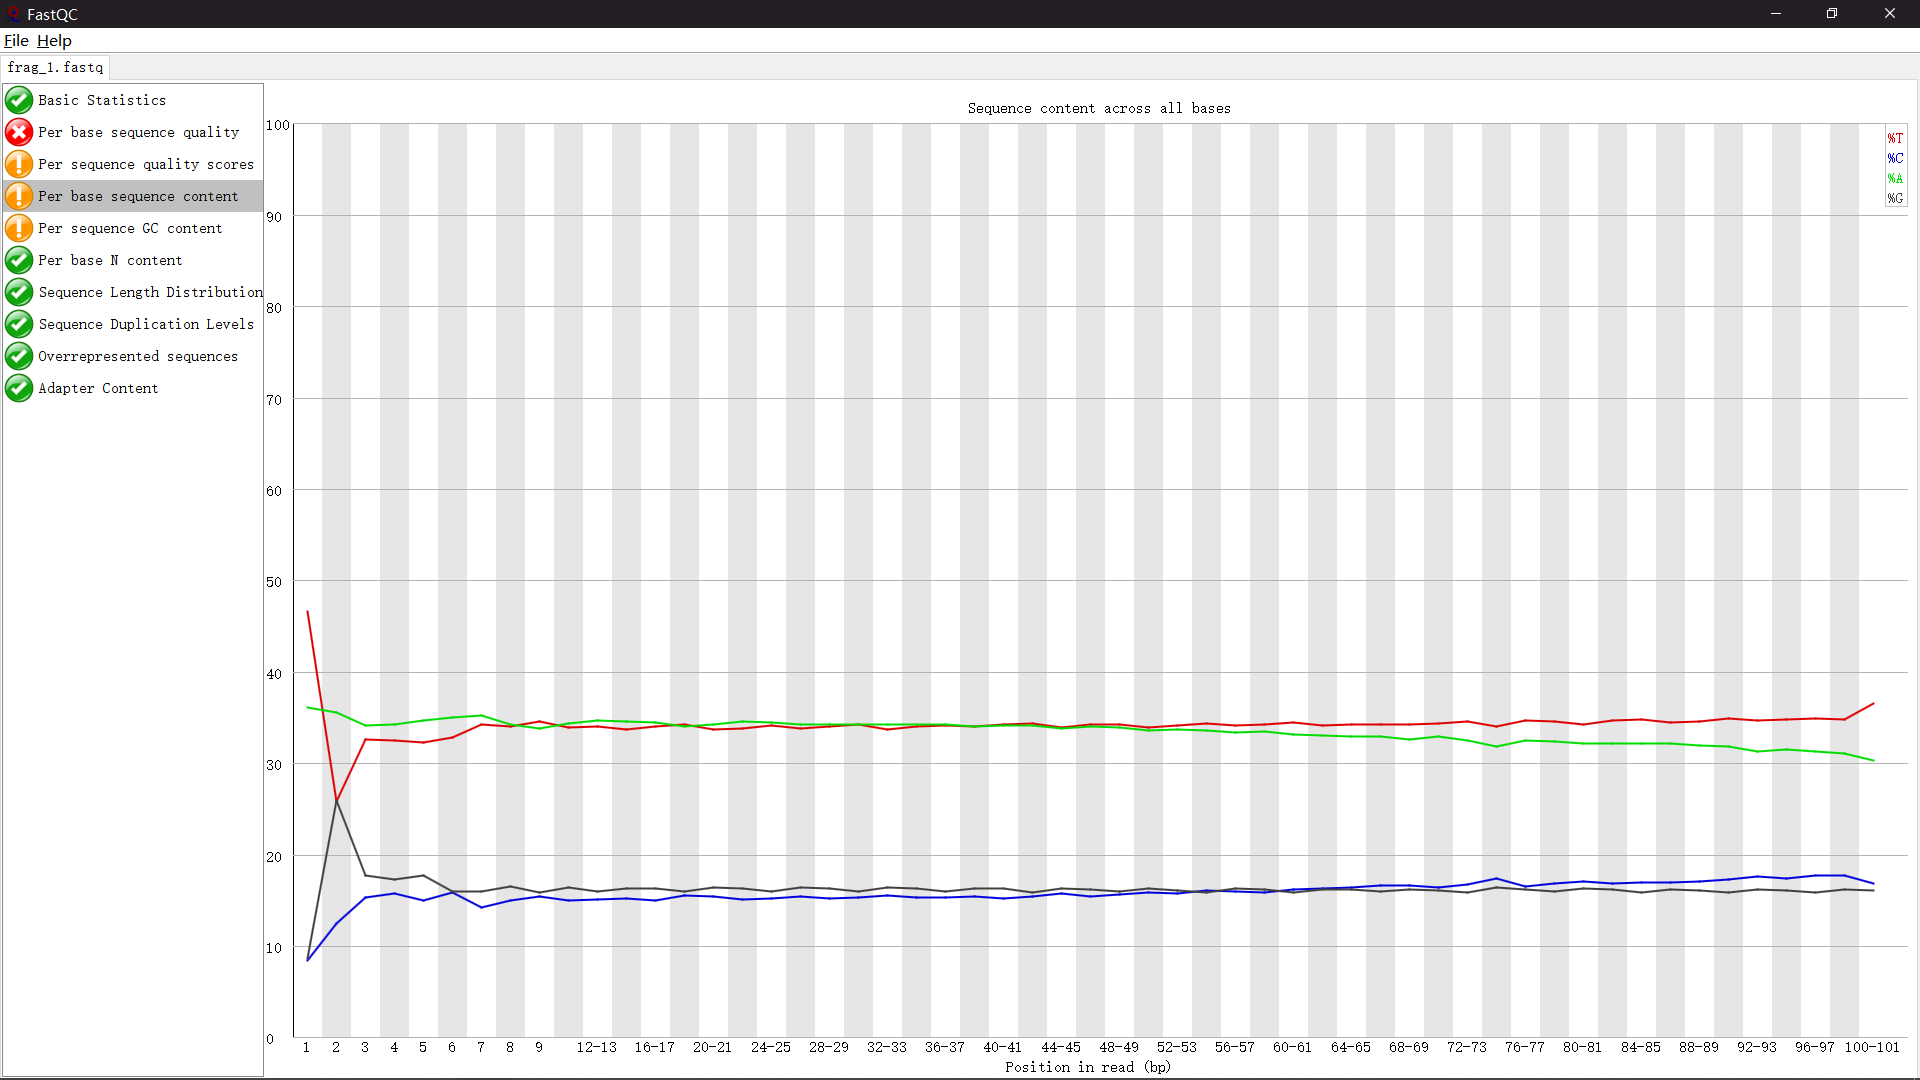 FastQC
File Help
frag_1.fastq
Basic Statistics
Per base sequence quality
Per sequence quality scores
Per base sequence content
Per sequence GC content
Per base N content
Sequence Length Distribution
Sequence Duplication Levels
Overrepresented sequences
Adapter Content
Sequence content across all bases
100
90
80
70
60
50
40
30
20
10
0
%T
%C
%A
%G
1 2 3 4 5 6 7 8 9 12-13 16-17 20-21 24-25 28-29 32-33 36-37 40-41 44-45 48-49 52-53 56-57 60-61 64-65 68-69 72-73 76-77 80-81 84-85 88-89 92-93 96-97 100-101
Position in read (bp)